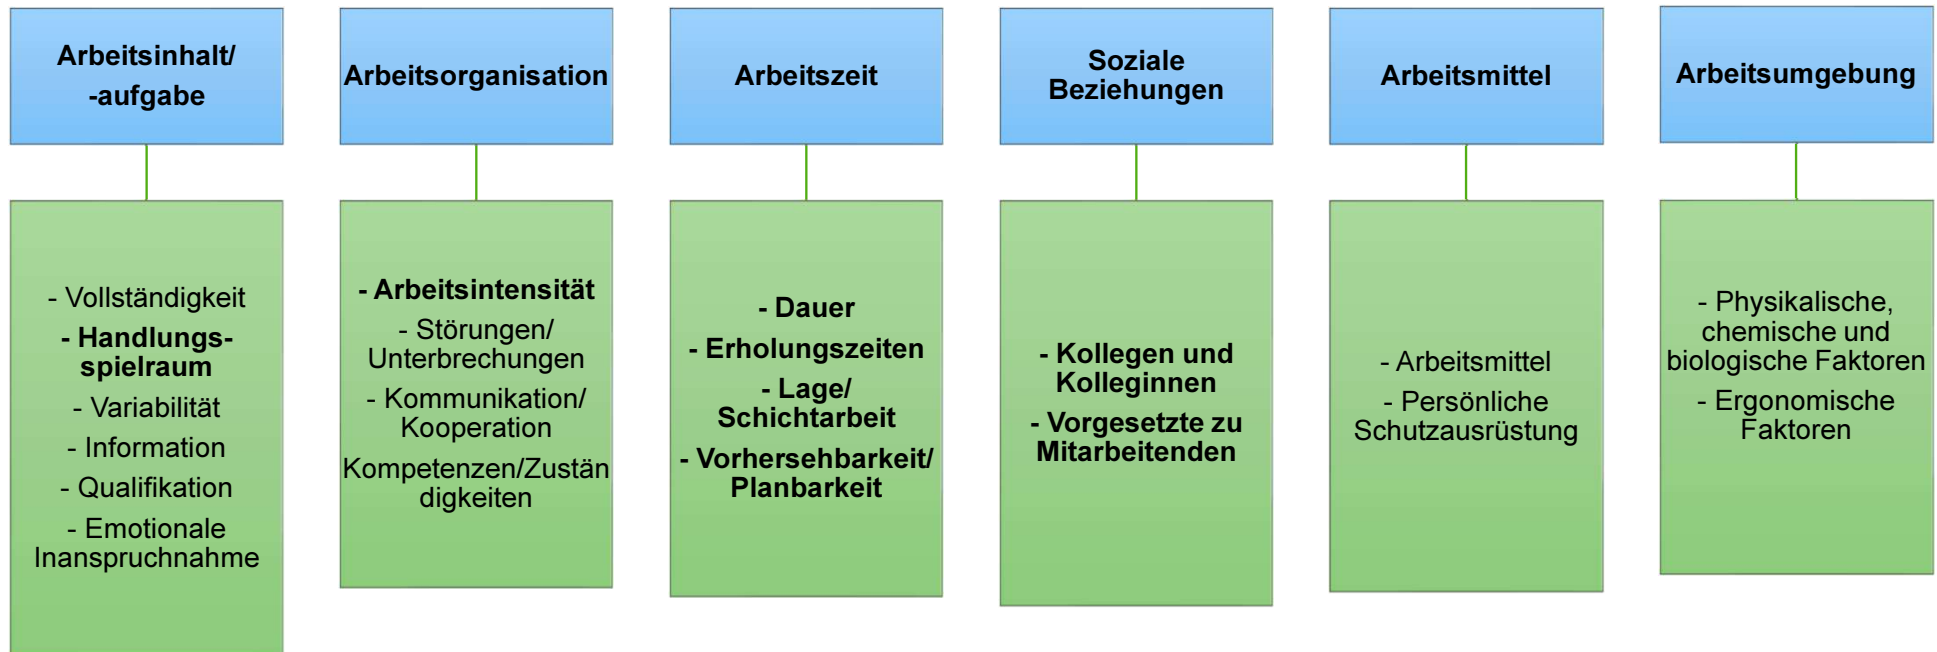 Arbeitsinhalt/
-aufgabe
- Vollständigkeit
- Handlungs-
spielraum
- Variabilität
- Information
- Qualifikation
- Emotionale
Inanspruchnahme
Arbeitsorganisation
- Arbeitsintensität
- Störungen/
Unterbrechungen
- Kommunikation/
Kooperation
Kompetenzen/Zustän
digkeiten
Arbeitszeit
- Dauer
- Erholungszeiten
- Lage/
Schichtarbeit
- Vorhersehbarkeit/
Planbarkeit
Soziale
Beziehungen
- Kollegen und
Kolleginnen
- Vorgesetzte zu
Mitarbeitenden
Arbeitsmittel
- Arbeitsmittel
- Persönliche
Schutzausrüstung
Arbeitsumgebung
- Physikalische,
chemische und
biologische Faktoren
- Ergonomische
Faktoren